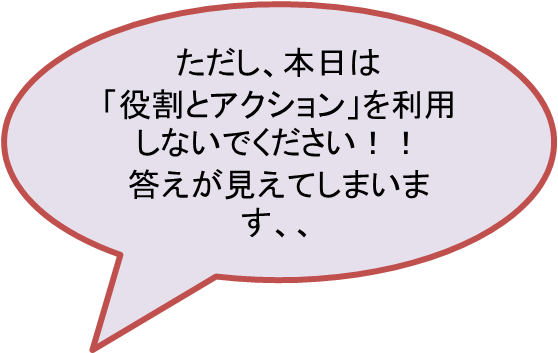 ただし、本日は
「役割とアクション」を利用
しないでください！！
答えが見えてしまいま
す、、